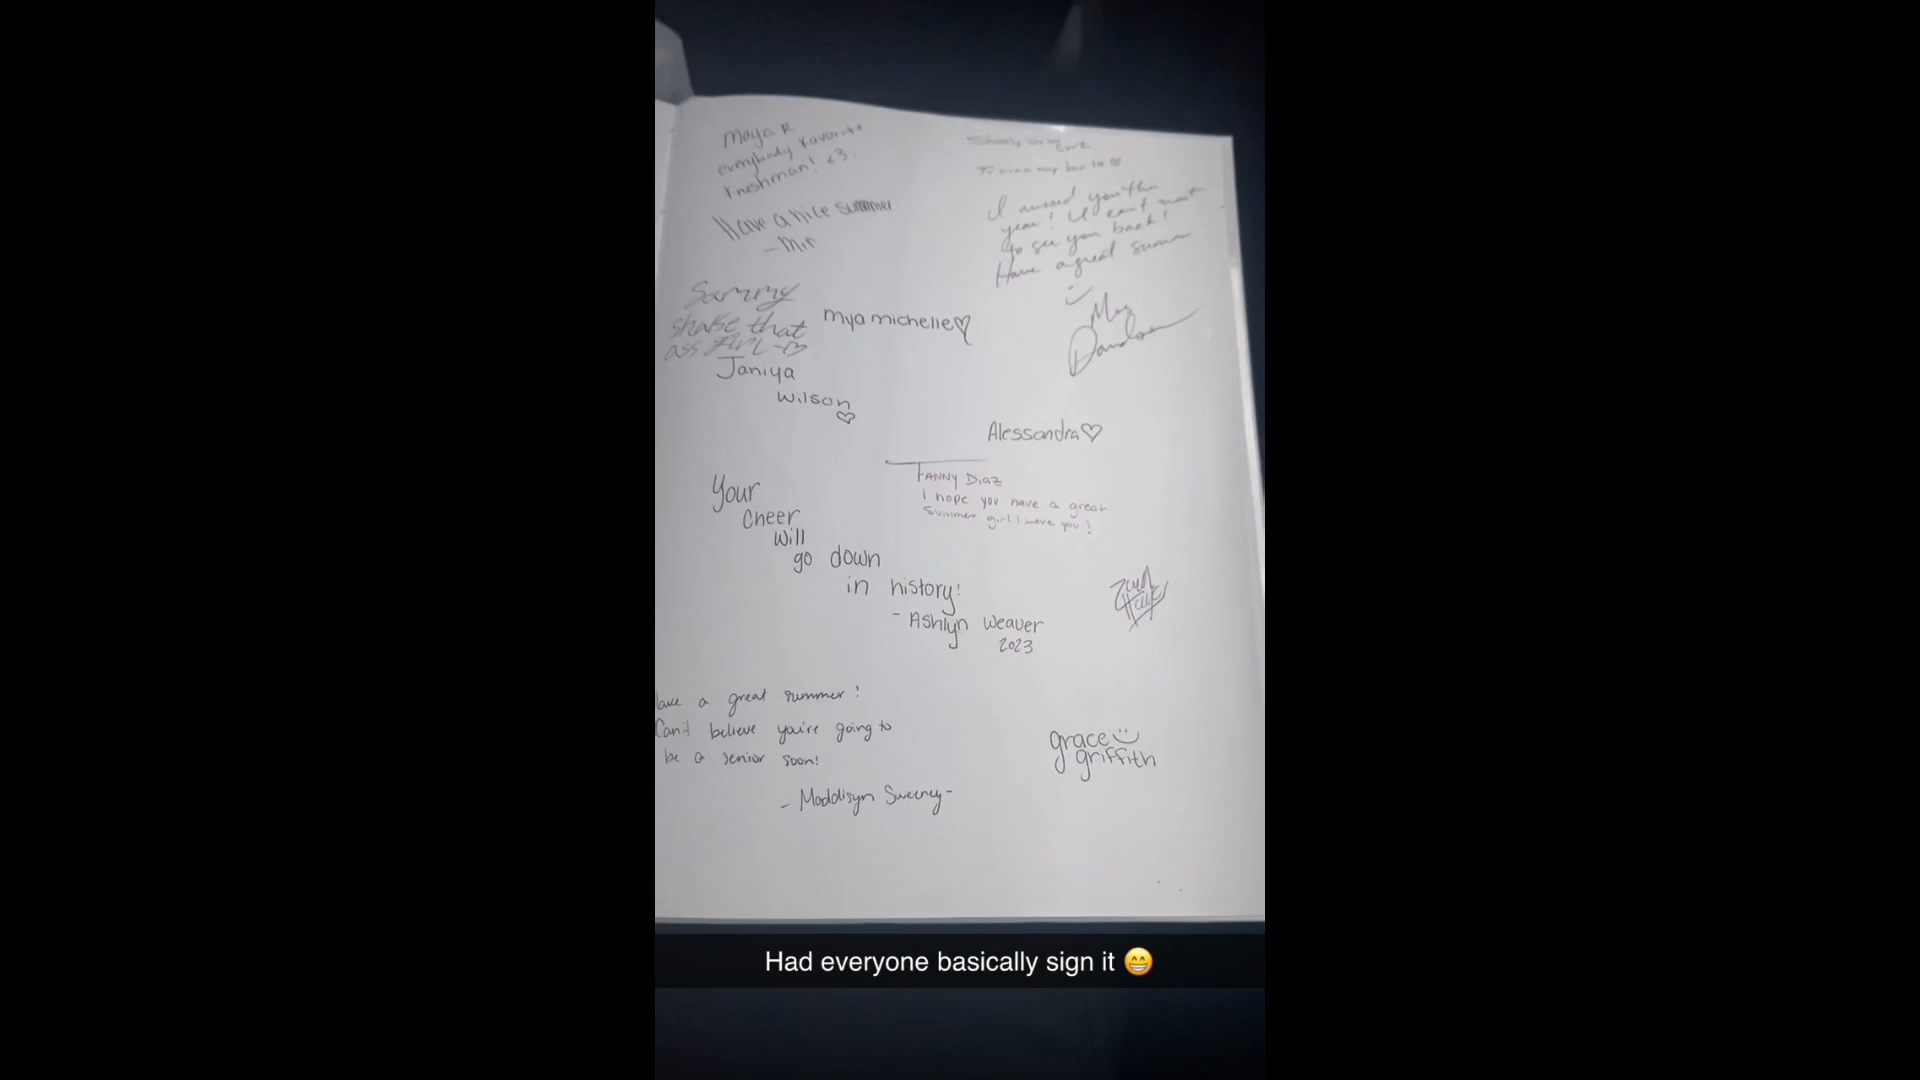 Maya R
everybody favorite
freshman! <3.
Have a nice summer
- Mir
Sammy
shake that
ass girl -♡
mya michelle♡
Janiya
Wilson
♡
I missed you this
year! I can't wait
to see you back!
Have a great summer
Alessandra♡
FANNY DIAZ
I hope you have a great
summer girl I love you!
Your
Cheer
will
go down
in history!
- Ashlyn Weaver
2023
Have a great summer!
Can't believe you're going to
be a senior soon!
- Maddisyn Sweeney -
grace
griffith
Had everyone basically sign it 😁